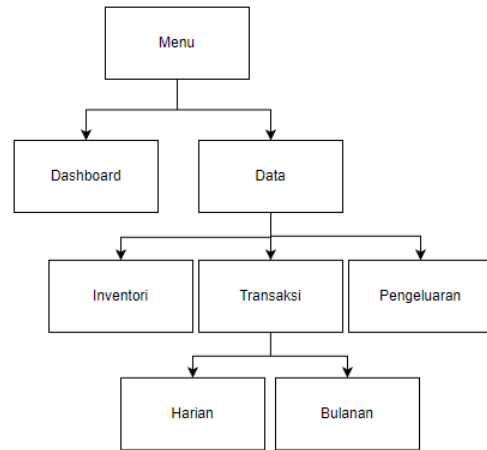 Menu
Dashboard
Data
Inventori
Transaksi
Pengeluaran
Harian
Bulanan